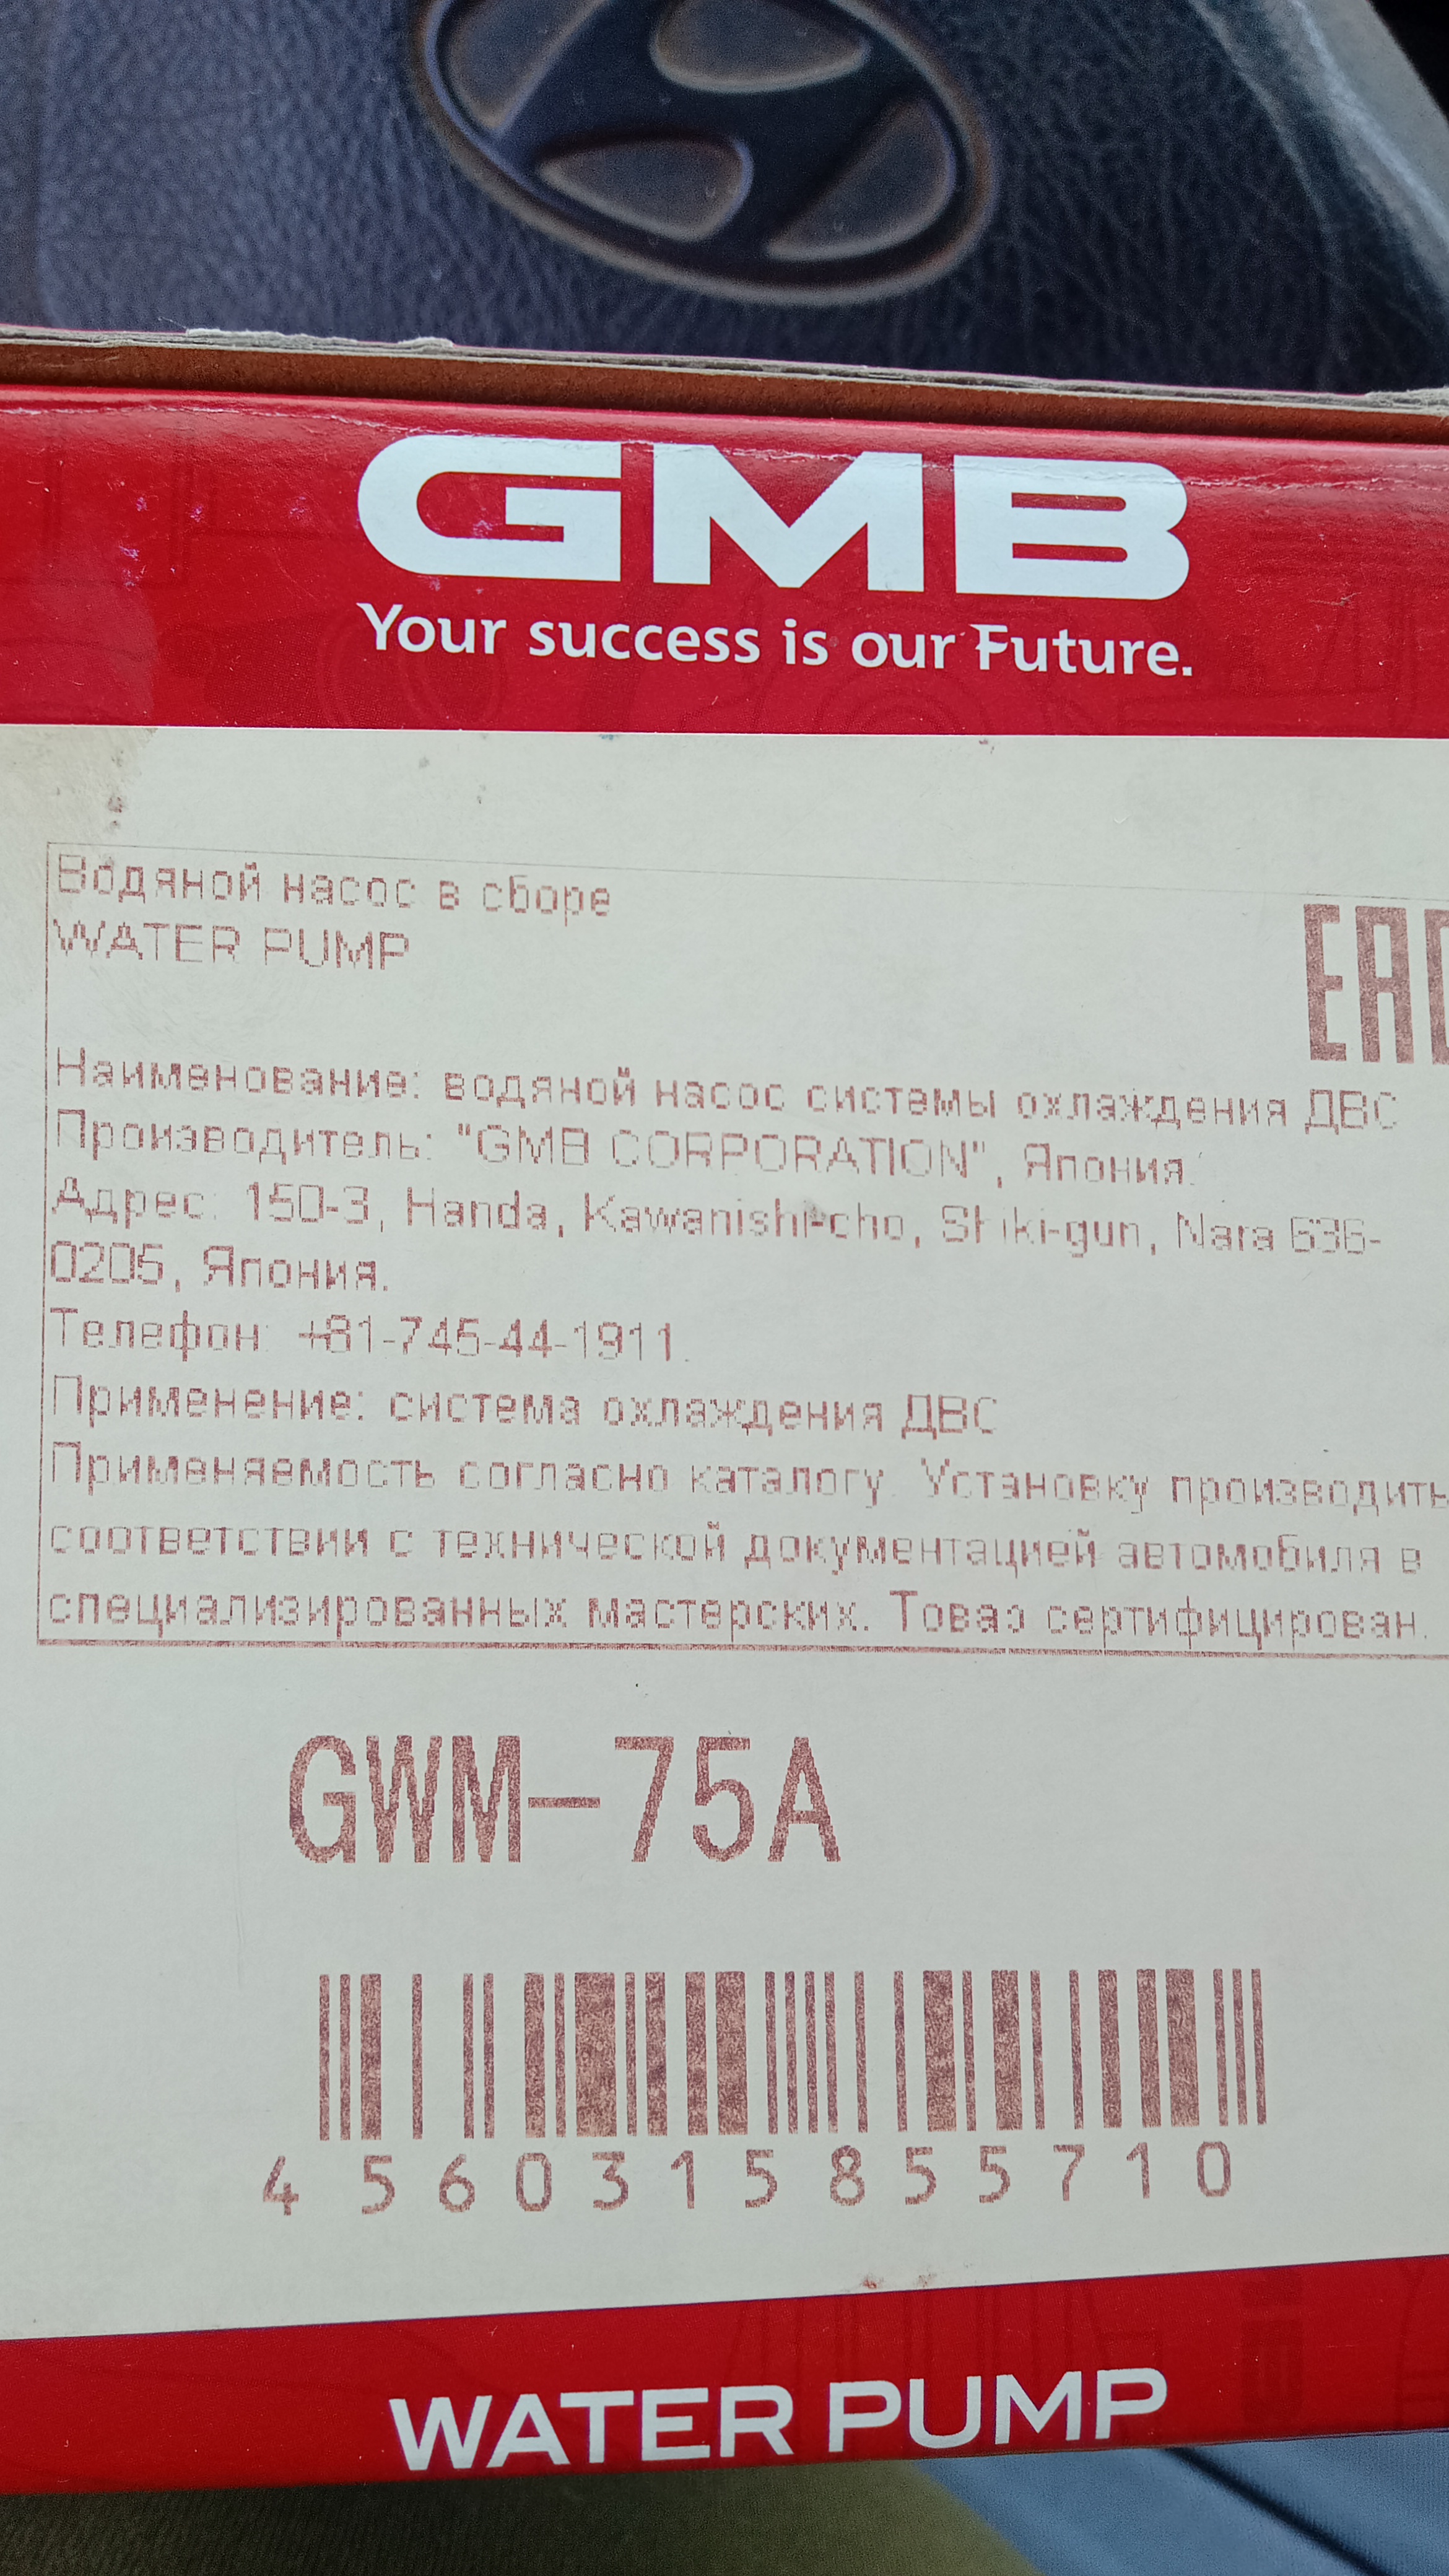 GMB
Your success is our Future.
Водяной насос в сборе
WATER PUMP
EAC
Наименование: водяной насос системы охлаждения ДВС
Производитель: "GMB CORPORATION", Япония.
Адрес: 150-3, Handa, Kawanishi-cho, Shiki-gun, Nara 636-
0205, Япония.
Телефон: +81-745-44-1911.
Применение: система охлаждения ДВС
Применяемость согласно каталогу. Установку производить
соответствии с технической документацией автомобиля в
специализированных мастерских. Товар сертифицирован.
GWM-75A
4560315855710
WATER PUMP